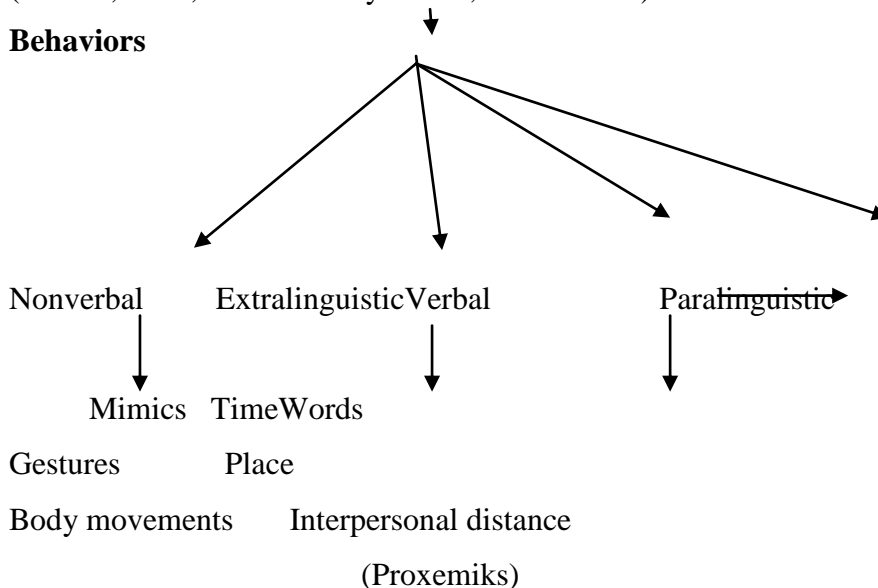 Behaviors
Nonverbal ExtralinguisticVerbal Paralinguistic
Mimics TimeWords
Gestures Place
Body movements Interpersonal distance
(Proxemiks)